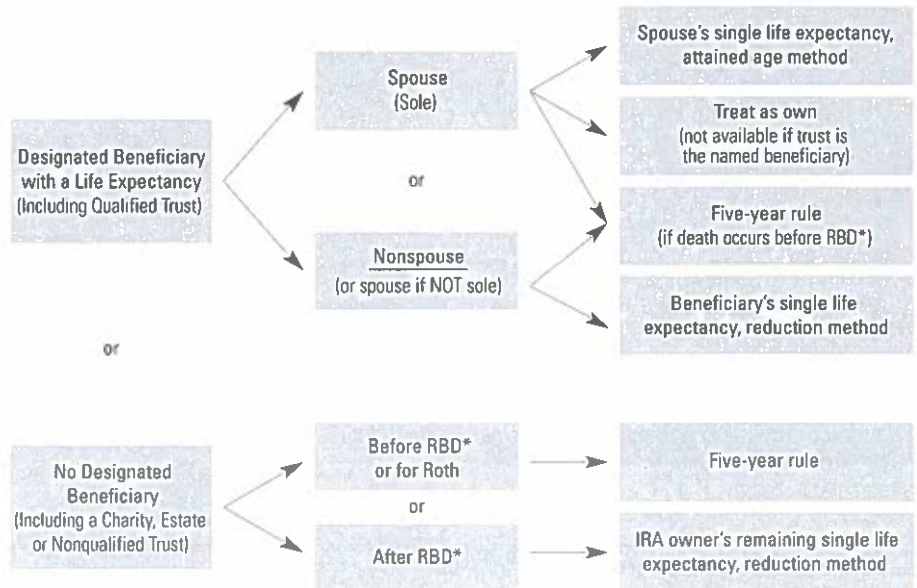 Designated Beneficiary
with a Life Expectancy
(Including Qualified Trust)
or
No Designated
Beneficiary
(Including a Charity, Estate
or Nonqualified Trust)
Spouse
(Sole)
or
Nonspouse
(or spouse if NOT sole)
Before RBD*
or for Roth
or
After RBD*
Spouse's single life expectancy,
attained age method
Treat as own
(not available if trust is
the named beneficiary)
Five-year rule
(if death occurs before RBD*)
Beneficiary's single life
expectancy, reduction method
Five-year rule
IRA owner's remaining single life
expectancy, reduction method